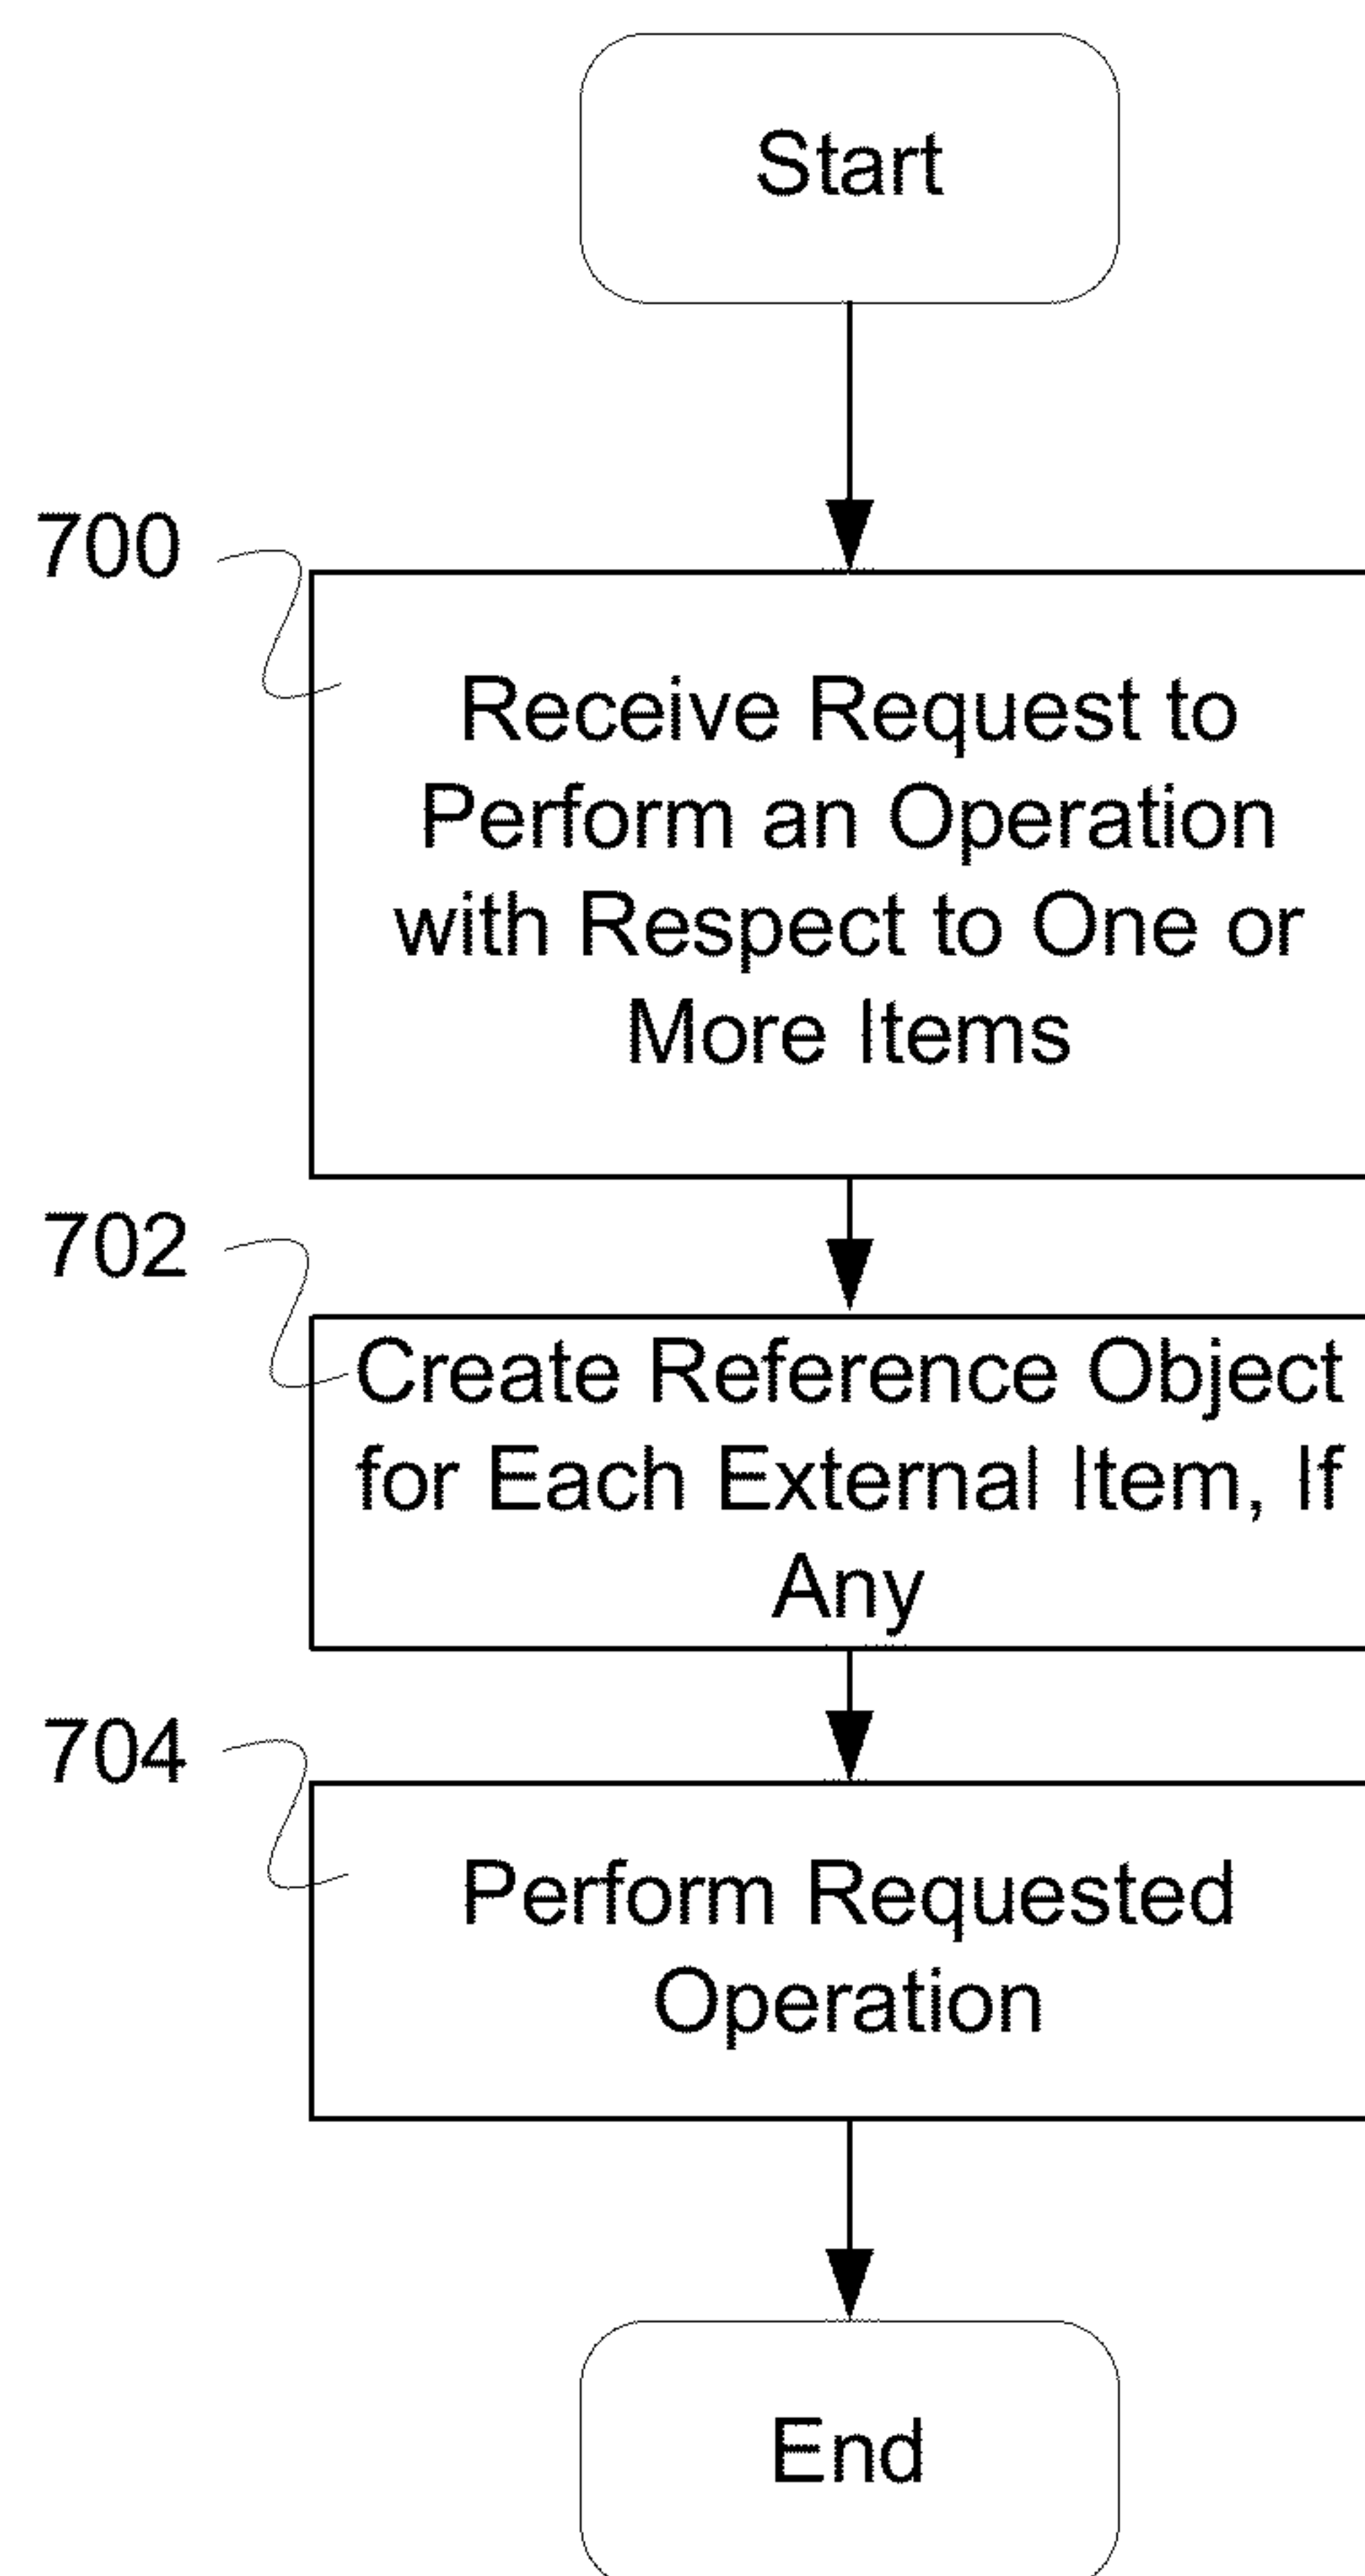 Start
700
Receive Request to
Perform an Operation
with Respect to One or
More Items
702
Create Reference Object
for Each External Item, If
Any
704
Perform Requested
Operation
End